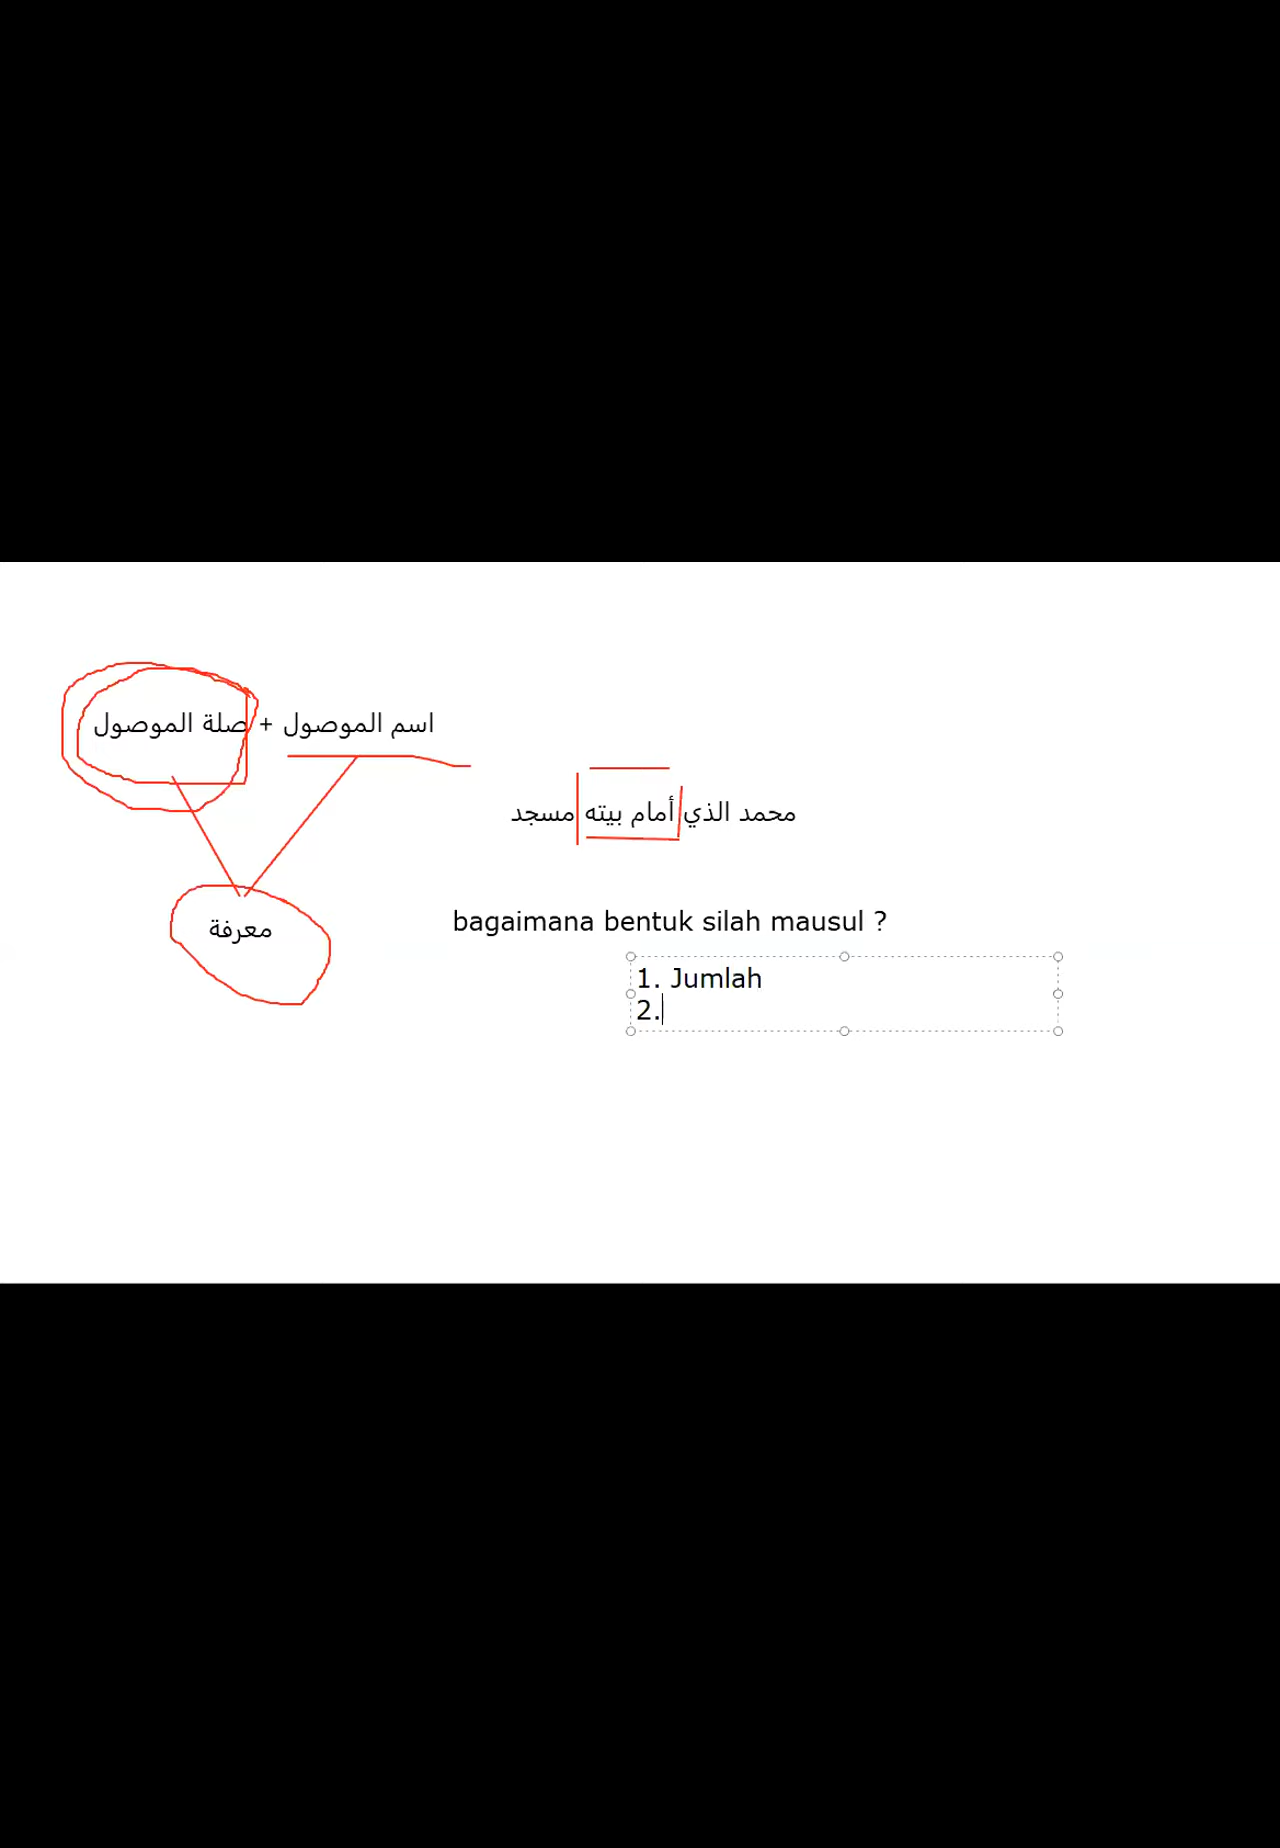 اسم الموصول + صلة الموصول
محمد الذي أمام بيته مسجد
معرفة
bagaimana bentuk silah mausul ?
1. Jumlah
2.